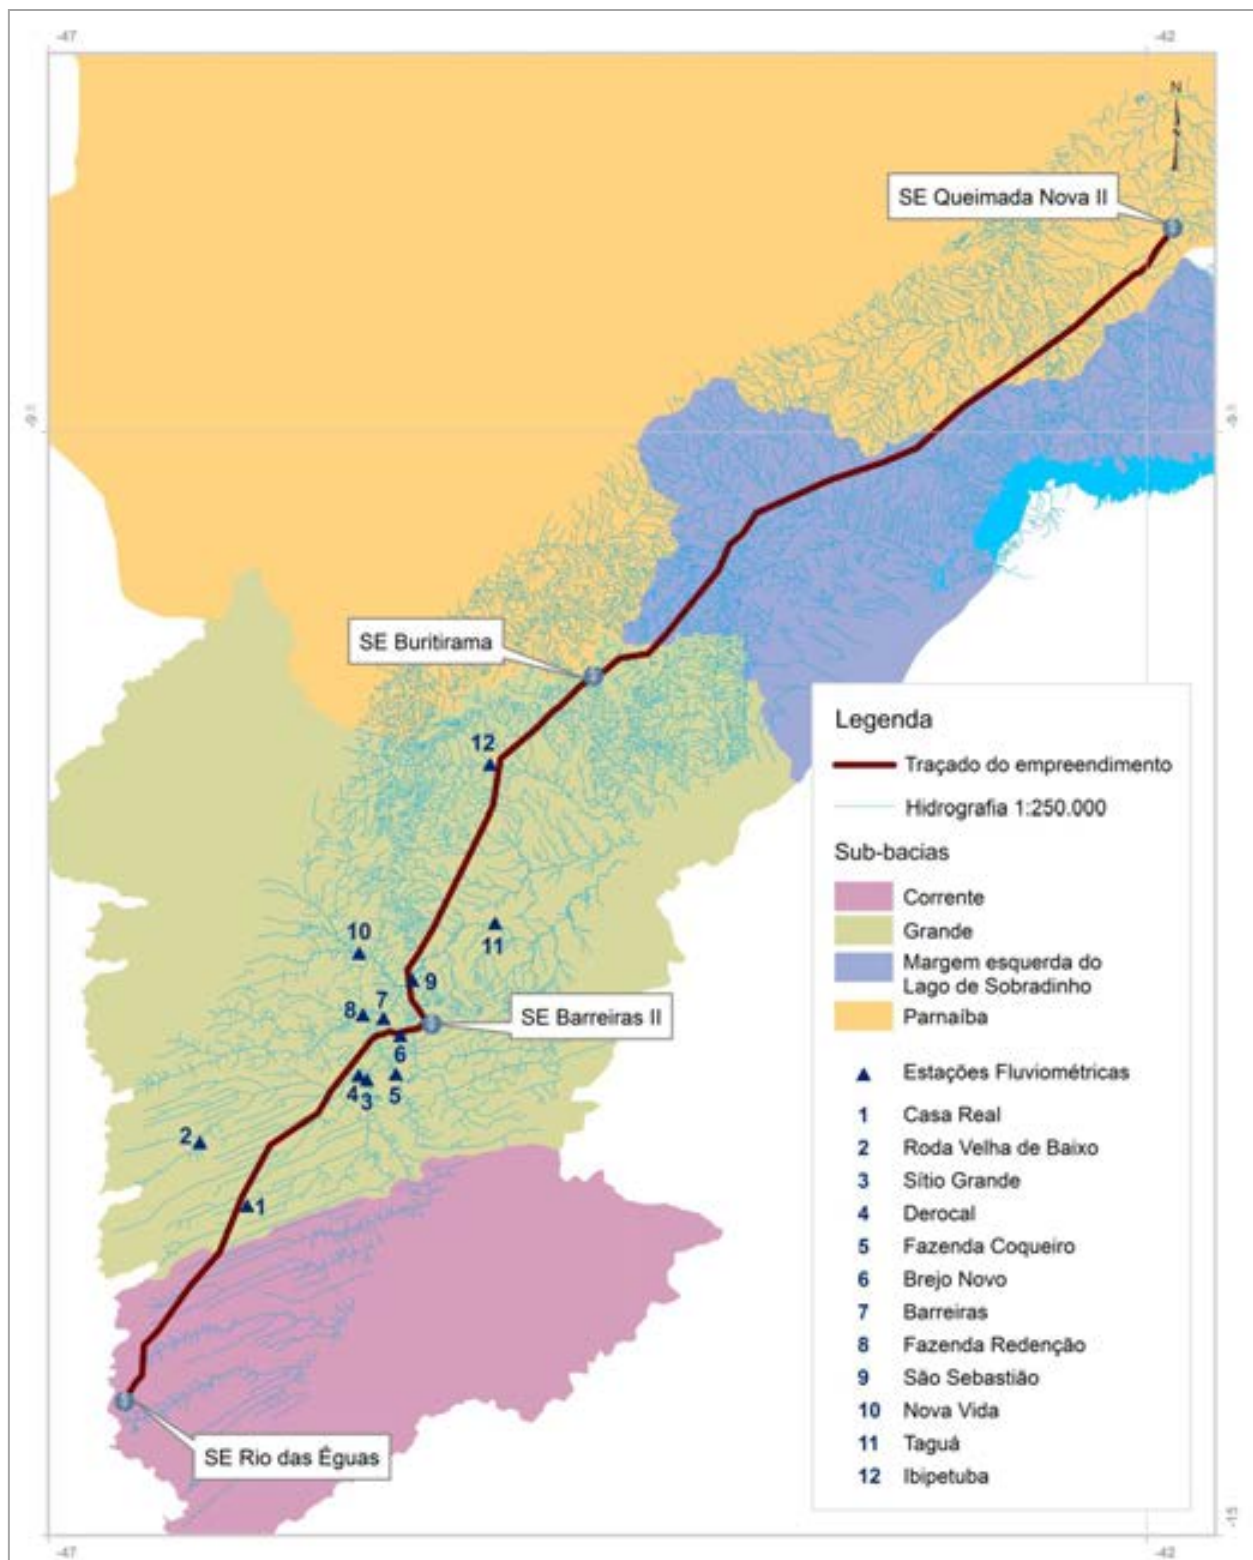 -47
-42
N
SE Queimada Nova II
SE Buritirama
12
10
11
9
8
7
SE Barreiras II
6
4
3
5
2
1
SE Rio das Éguas
Legenda
Traçado do empreendimento
Hidrografia 1:250.000
Sub-bacias
Corrente
Grande
Margem esquerda do
Lago de Sobradinho
Parnaíba
Estações Fluviométricas
1 Casa Real
2 Roda Velha de Baixo
3 Sítio Grande
4 Derocal
5 Fazenda Coqueiro
6 Brejo Novo
7 Barreiras
8 Fazenda Redenção
9 São Sebastião
10 Nova Vida
11 Taguá
12 Ibipetuba
-15
-47
-42